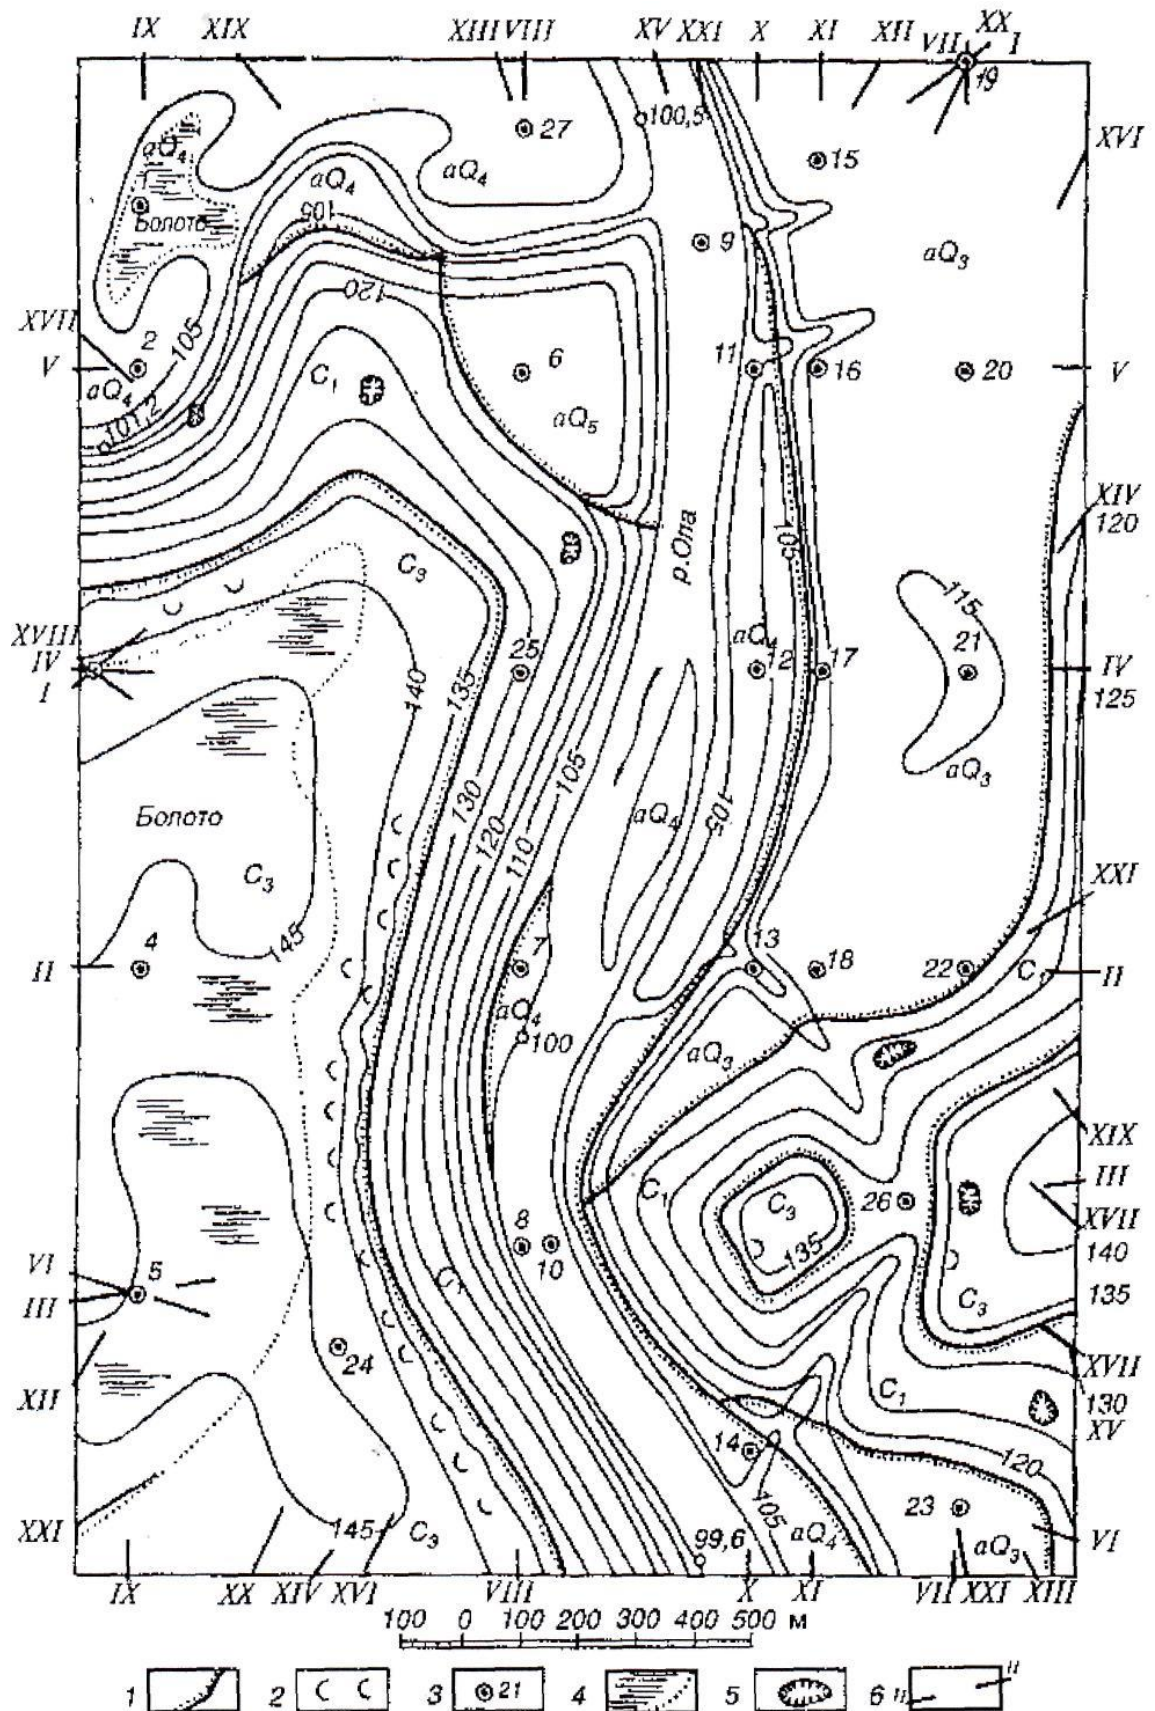 IX XIX XIII VIII XV XXI X XI XII VII XX I
19
100,5
27
aQ₄
aQ₄
aQ₄
XVI
15
1
Болото
105
9
aQ₃
120
XVII
2
105
V
6
11
16
20
V
aQ₄
C₁
101,2
aQ₅
XIV
120
р.Опа
105
C₃
115
XVIII
IV
I
25
aQ₄
12
17
21
IV
125
140
135
130
120
110
105
aQ₃
Болото
aQ₄
105
C₃
XXI
145
4
7
13
18
22
C₁
II
II
aQ₄
100
aQ₃
XIX
III
XVII
140
C₁
C₃
26
8
10
135
VI
5
III
C₁
C₃
135
24
XVII
130
XV
XII
C₁
14
120
23
105
XXI
145
C₃
99,6
aQ₄
aQ₃
VI
IX XX XIV XVI VIII X XI VII XXI XIII
100 0 100 200 300 400 500 м
1 2 3 21 4 5 6 II II